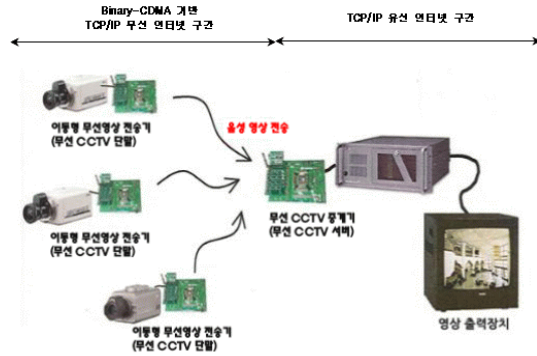 Binary-CDMA 기반
TCP/IP 무선 인터넷 구간
TCP/IP 유선 인터넷 구간
이동형 무선영상 전송기
(무선 CCTV 단말)
음성 영상 전송
이동형 무선영상 전송기
(무선 CCTV 단말)
무선 CCTV 중계기
(무선 CCTV 서버)
이동형 무선영상 전송기
(무선 CCTV 단말)
영상 출력장치